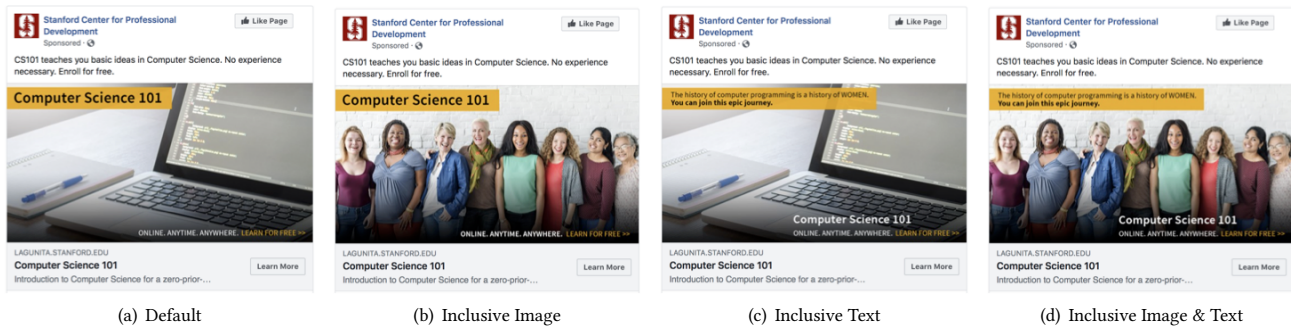 Stanford Center for Professional
Development
Like Page
Sponsored ·
CS101 teaches you basic ideas in Computer Science. No experience
necessary. Enroll for free.
Computer Science 101
ONLINE. ANYTIME. ANYWHERE. LEARN FOR FREE >>
LAGUNITA.STANFORD.EDU
Computer Science 101
Introduction to Computer Science for a zero-prior-...
Learn More
(a) Default
Stanford Center for Professional
Development
Like Page
Sponsored ·
CS101 teaches you basic ideas in Computer Science. No experience
necessary. Enroll for free.
Computer Science 101
ONLINE. ANYTIME. ANYWHERE. LEARN FOR FREE >>
LAGUNITA.STANFORD.EDU
Computer Science 101
Introduction to Computer Science for a zero-prior-...
Learn More
(b) Inclusive Image
Stanford Center for Professional
Development
Like Page
Sponsored ·
CS101 teaches you basic ideas in Computer Science. No experience
necessary. Enroll for free.
The history of computer programming is a history of WOMEN.
You can join this epic journey.
Computer Science 101
ONLINE. ANYTIME. ANYWHERE. LEARN FOR FREE >>
LAGUNITA.STANFORD.EDU
Computer Science 101
Introduction to Computer Science for a zero-prior-...
Learn More
(c) Inclusive Text
Stanford Center for Professional
Development
Like Page
Sponsored ·
CS101 teaches you basic ideas in Computer Science. No experience
necessary. Enroll for free.
The history of computer programming is a history of WOMEN.
You can join this epic journey.
Computer Science 101
ONLINE. ANYTIME. ANYWHERE. LEARN FOR FREE >>
LAGUNITA.STANFORD.EDU
Computer Science 101
Introduction to Computer Science for a zero-prior-...
Learn More
(d) Inclusive Image & Text